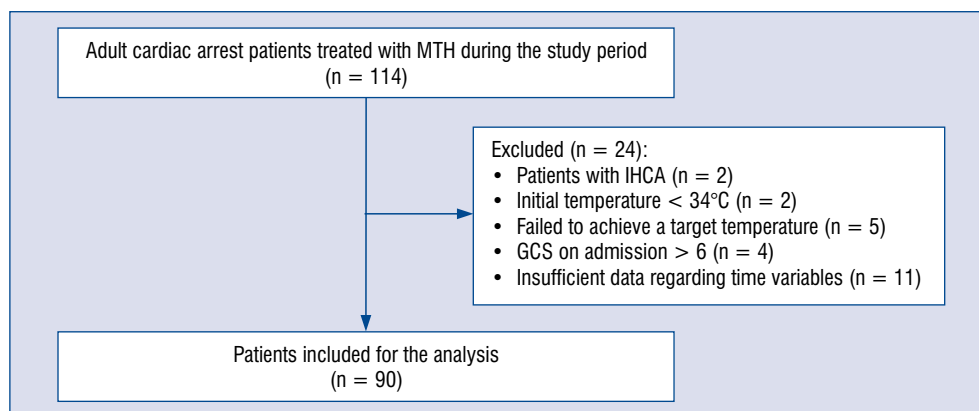 Adult cardiac arrest patients treated with MTH during the study period
(n = 114)
Excluded (n = 24):
• Patients with IHCA (n = 2)
• Initial temperature < 34°C (n = 2)
• Failed to achieve a target temperature (n = 5)
• GCS on admission > 6 (n = 4)
• Insufficient data regarding time variables (n = 11)
Patients included for the analysis
(n = 90)